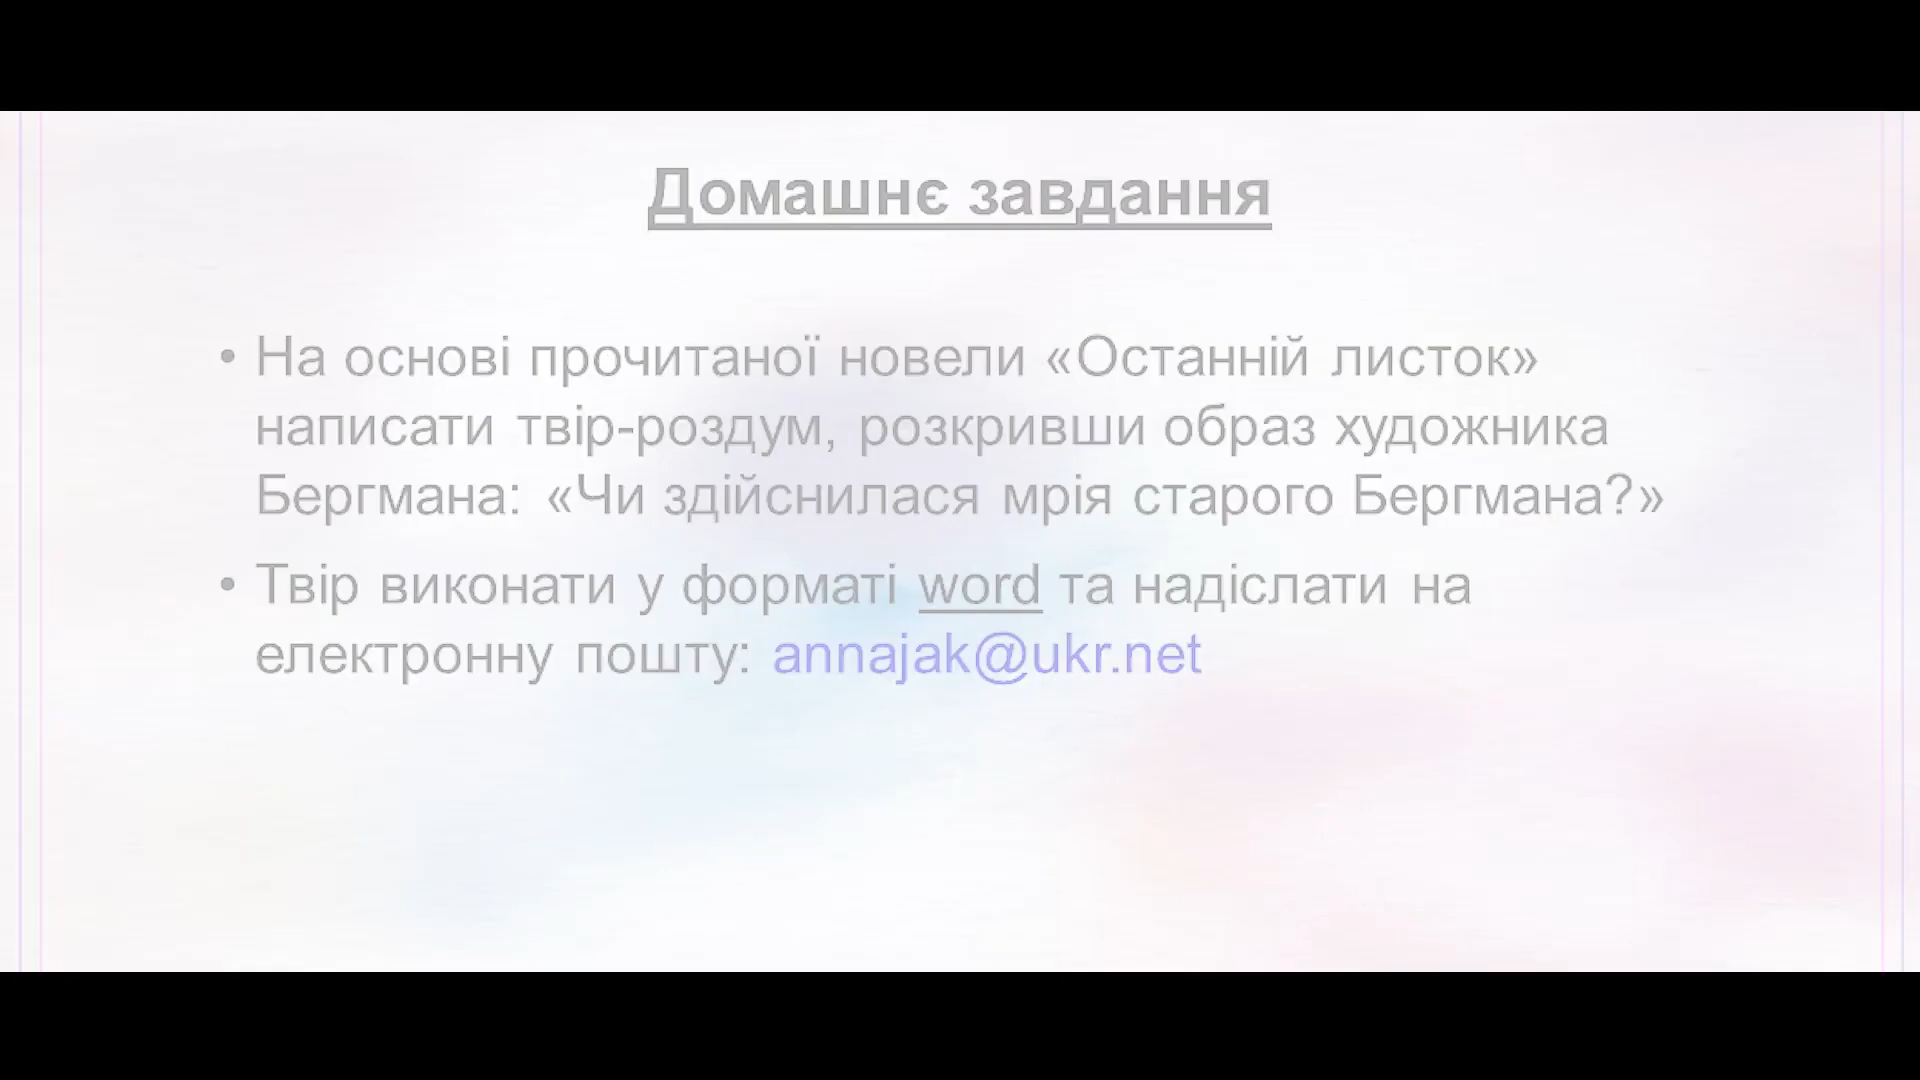 Домашнє завдання
• На основі прочитаної новели «Останній листок»
написати твір-роздум, розкривши образ художника
Бергмана: «Чи здійснилася мрія старого Бергмана?»
• Твір виконати у форматі word та надіслати на
електронну пошту: annajak@ukr.net